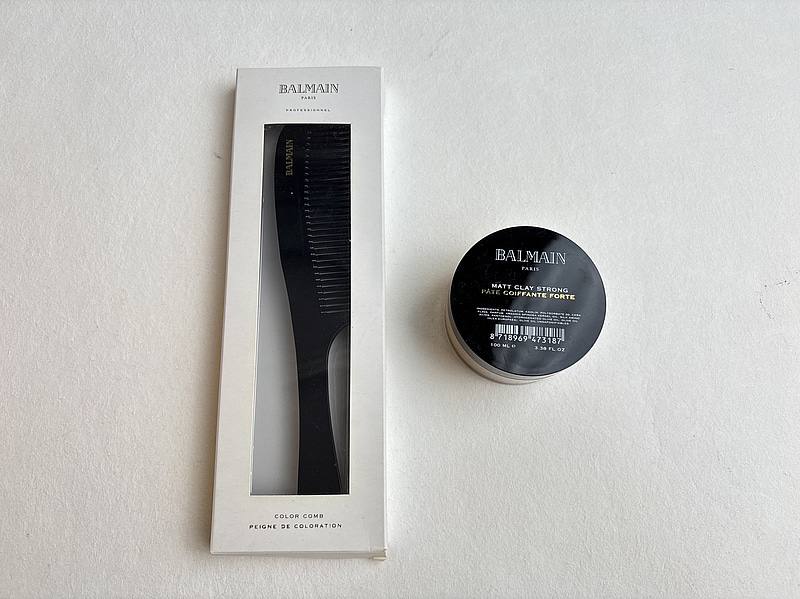 BALMAIN
PARIS
PROFESSIONNEL
BALMAIN
COLOR COMB
PEIGNE DE COLORATION
BALMAIN
PARIS
MATT CLAY STRONG
PÂTE COIFFANTE FORTE
8 718969 473187
100 ML ℮ 3.38 FL.OZ